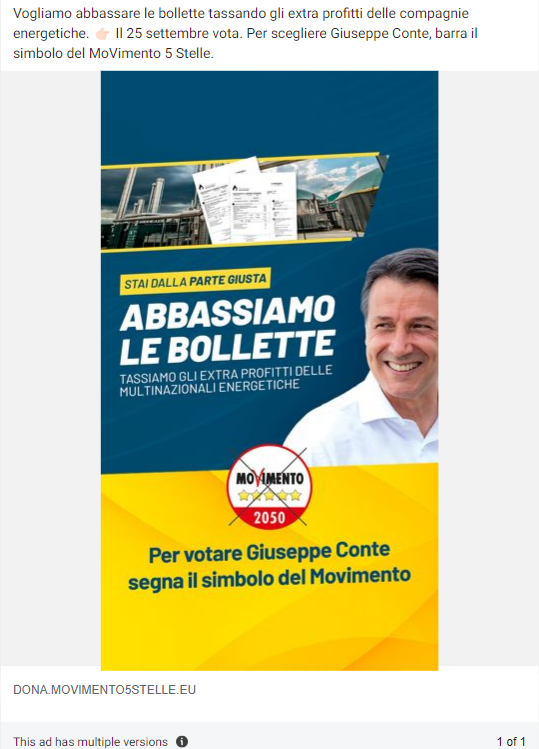 Vogliamo abbassare le bollette tassando gli extra profitti delle compagnie
energetiche. 👉🏻 Il 25 settembre vota. Per scegliere Giuseppe Conte, barra il
simbolo del MoVimento 5 Stelle.
STAI DALLA PARTE GIUSTA
ABBASSIAMO
LE BOLLETTE
TASSIAMO GLI EXTRA PROFITTI DELLE
MULTINAZIONALI ENERGETICHE
MOVIMENTO
2050
Per votare Giuseppe Conte
segna il simbolo del Movimento
DONA.MOVIMENTO5STELLE.EU
This ad has multiple versions
1 of 1